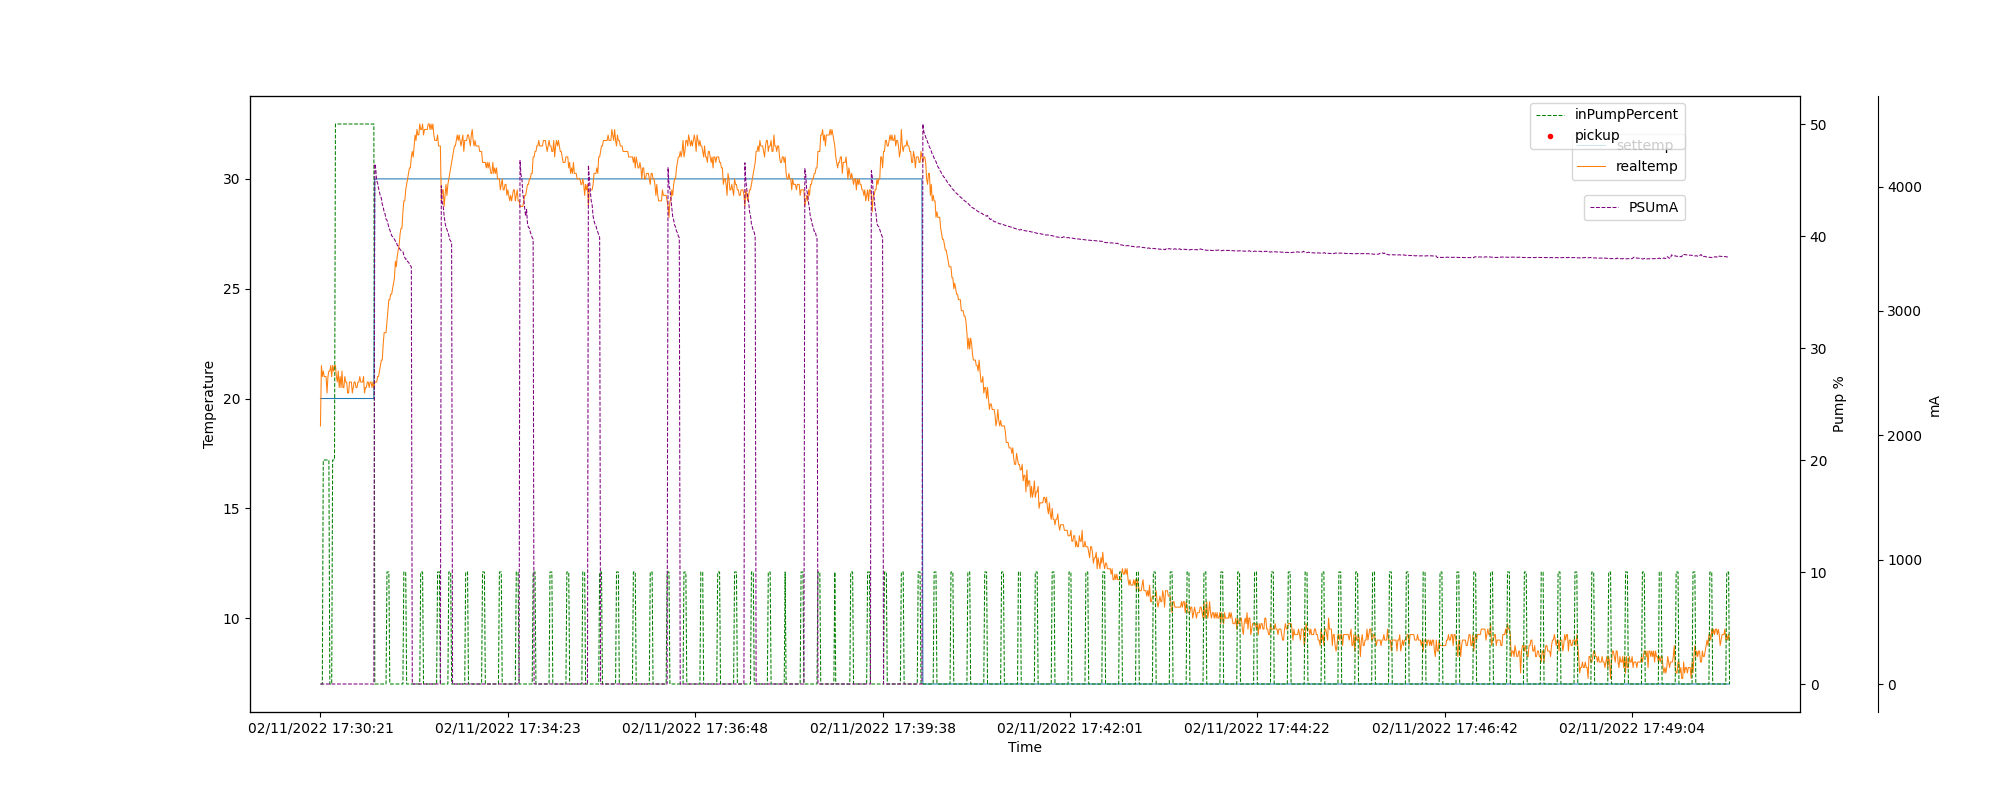 inPumpPercent
pickup
settemp
realtemp
PSUmA
Temperature
30
25
20
15
10
50
40
30
20
10
0
Pump %
4000
3000
2000
1000
0
mA
02/11/2022 17:30:21
02/11/2022 17:34:23
02/11/2022 17:36:48
02/11/2022 17:39:38
02/11/2022 17:42:01
02/11/2022 17:44:22
02/11/2022 17:46:42
02/11/2022 17:49:04
Time